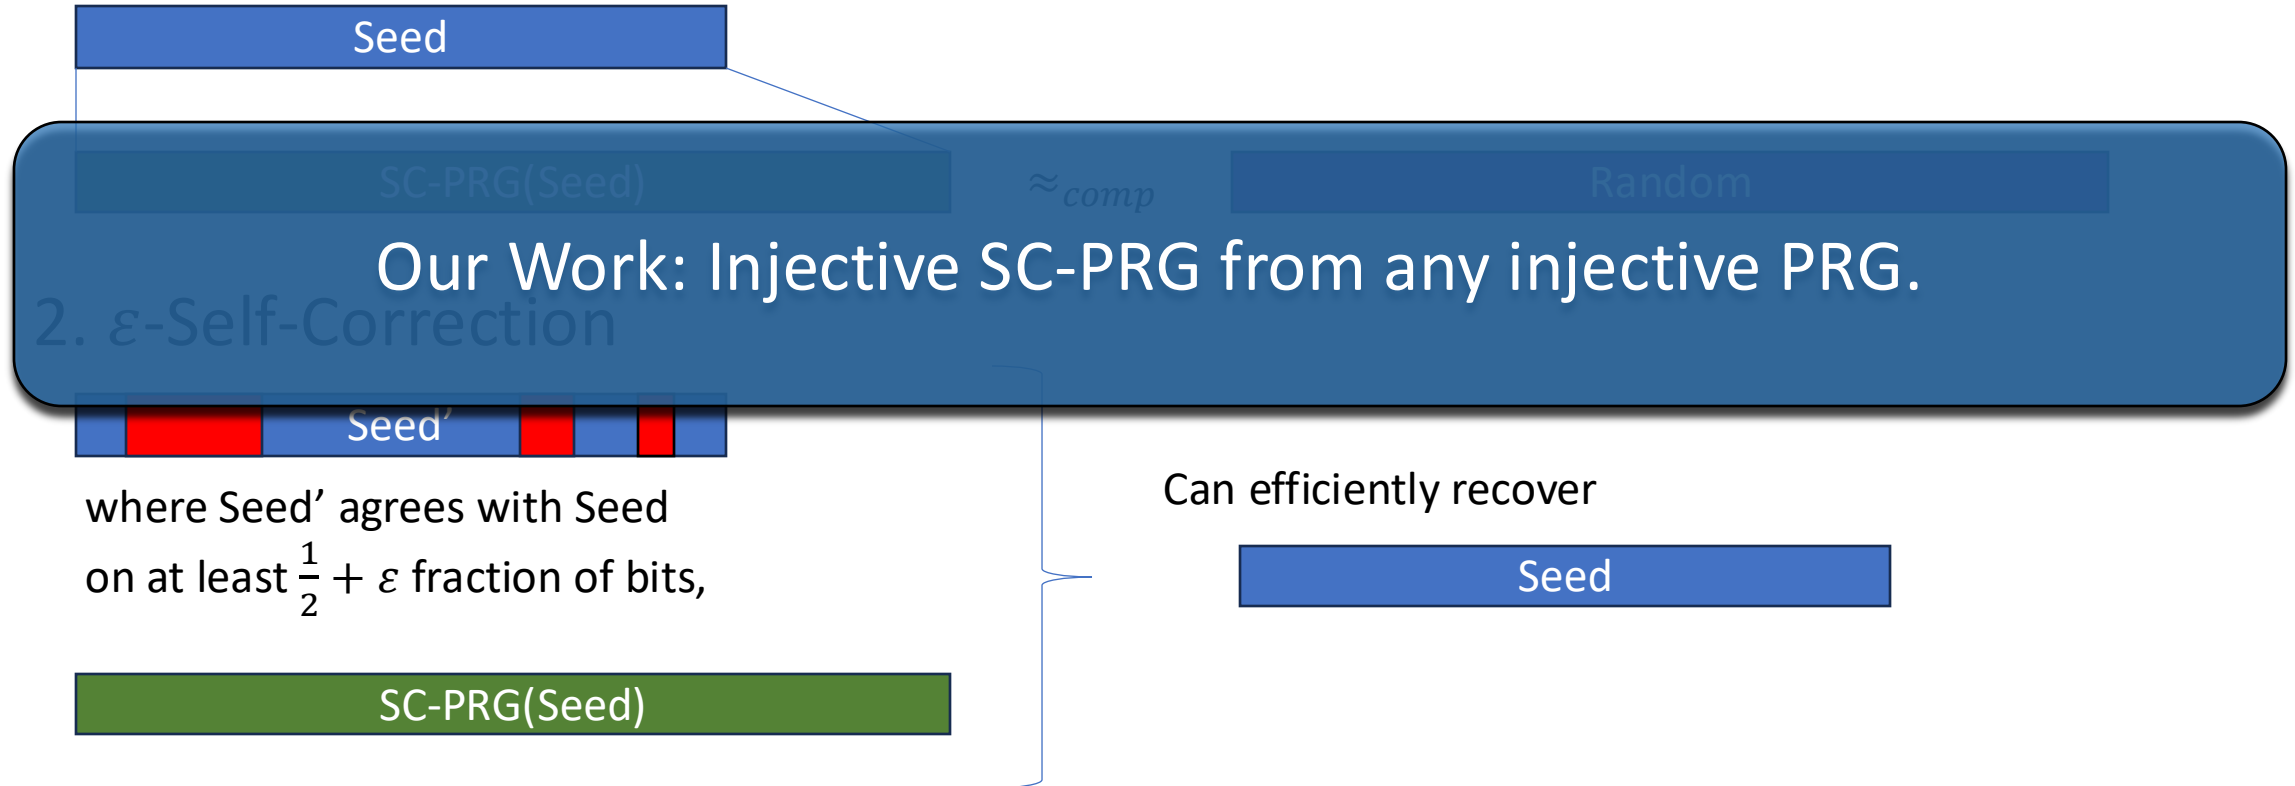 Seed
SC-PRG(Seed) ≈comp Random
Our Work: Injective SC-PRG from any injective PRG.
2. ε-Self-Correction
Seed’
where Seed’ agrees with Seed
on at least 1/2 + ε fraction of bits,
Can efficiently recover
Seed
SC-PRG(Seed)